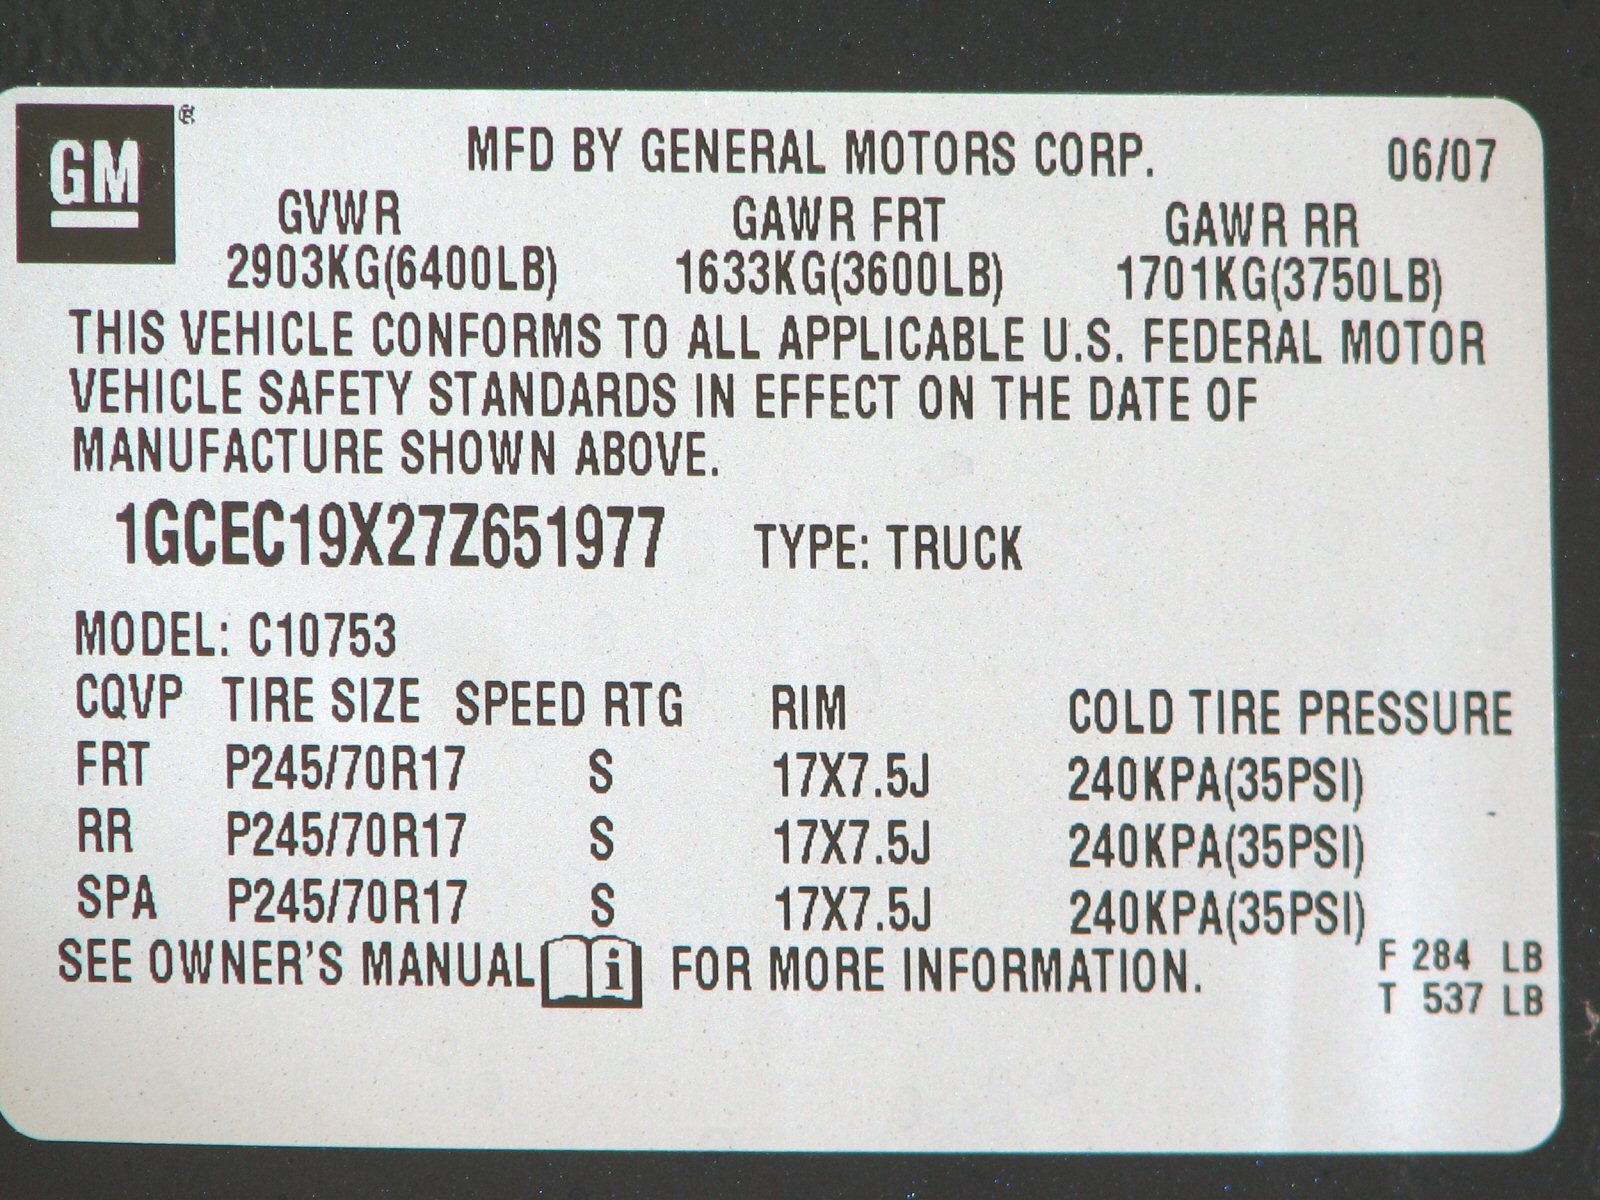 GM ®
MFD BY GENERAL MOTORS CORP. 06/07
GVWR GAWR FRT GAWR RR
2903KG(6400LB) 1633KG(3600LB) 1701KG(3750LB)
THIS VEHICLE CONFORMS TO ALL APPLICABLE U.S. FEDERAL MOTOR
VEHICLE SAFETY STANDARDS IN EFFECT ON THE DATE OF
MANUFACTURE SHOWN ABOVE.
1GCEC19X27Z651977 TYPE: TRUCK
MODEL: C10753
CQVP TIRE SIZE SPEED RTG RIM COLD TIRE PRESSURE
FRT P245/70R17 S 17X7.5J 240KPA(35PSI)
RR P245/70R17 S 17X7.5J 240KPA(35PSI)
SPA P245/70R17 S 17X7.5J 240KPA(35PSI)
SEE OWNER'S MANUAL i FOR MORE INFORMATION.
F 284 LB
T 537 LB